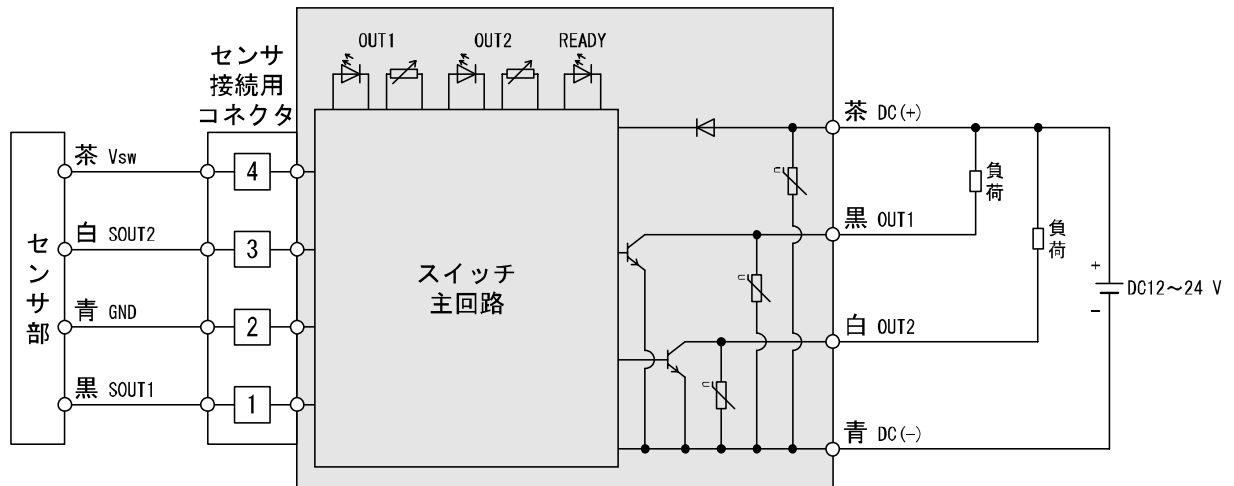 OUT1
OUT2
READY
センサ
接続用
コネクタ
センサ部
茶 Vsw
白 SOUT2
青 GND
黒 SOUT1
4
3
2
1
スイッチ
主回路
u
u
u
茶 DC(+)
黒 OUT1
白 OUT2
青 DC(−)
負荷
負荷
+
DC12～24 V
−